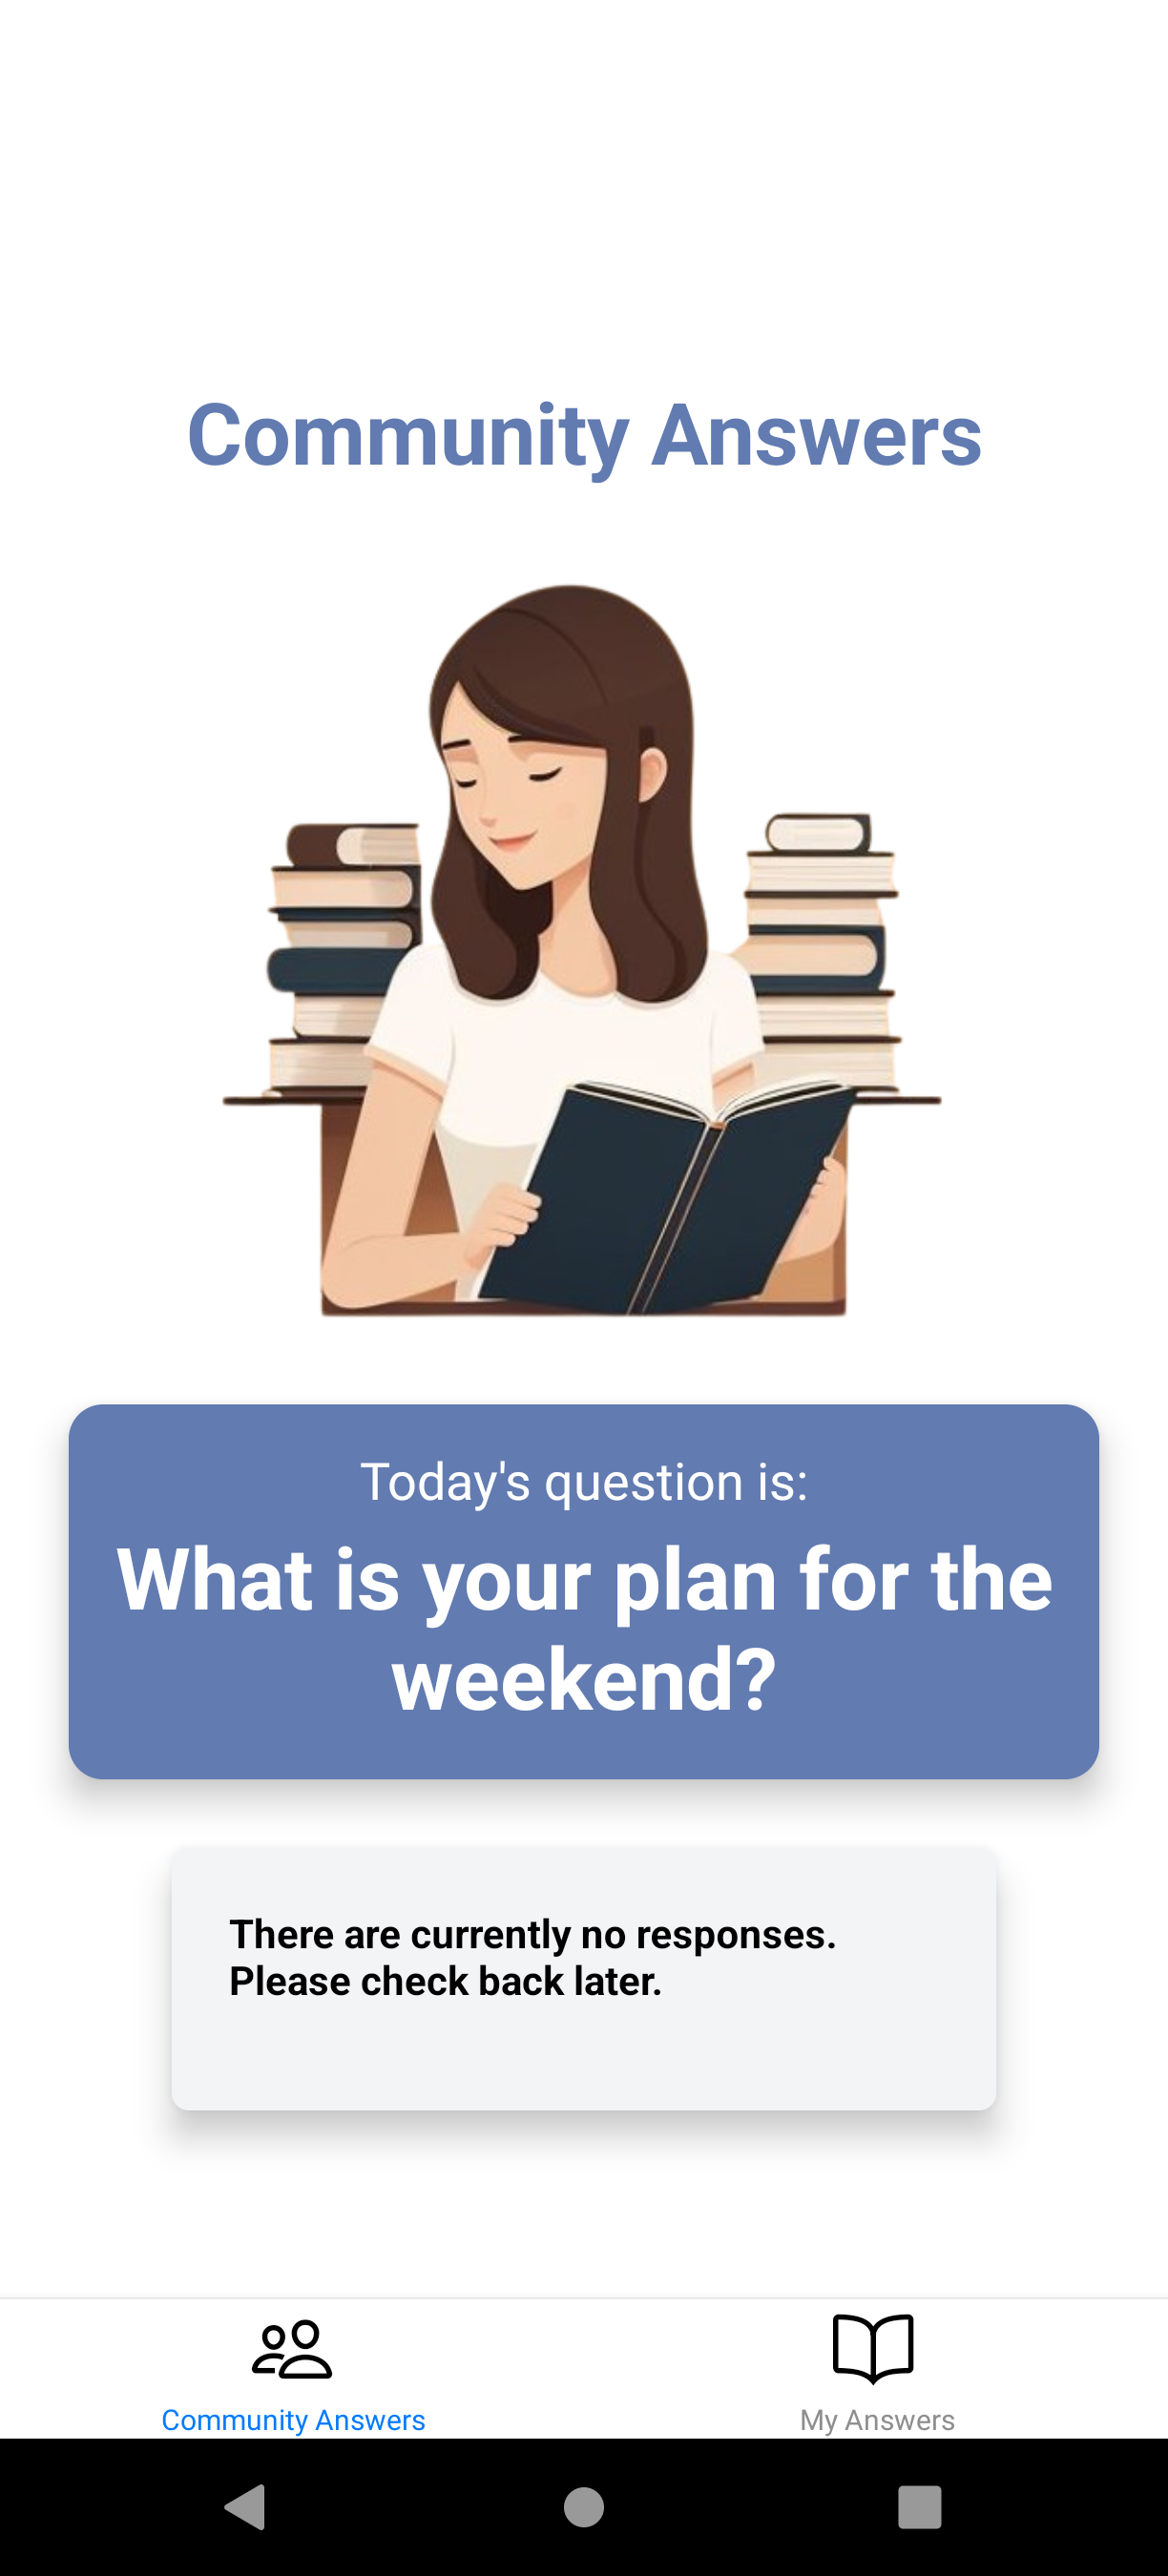 Community Answers
Today's question is:
What is your plan for the
weekend?
There are currently no responses.
Please check back later.
Community Answers
My Answers